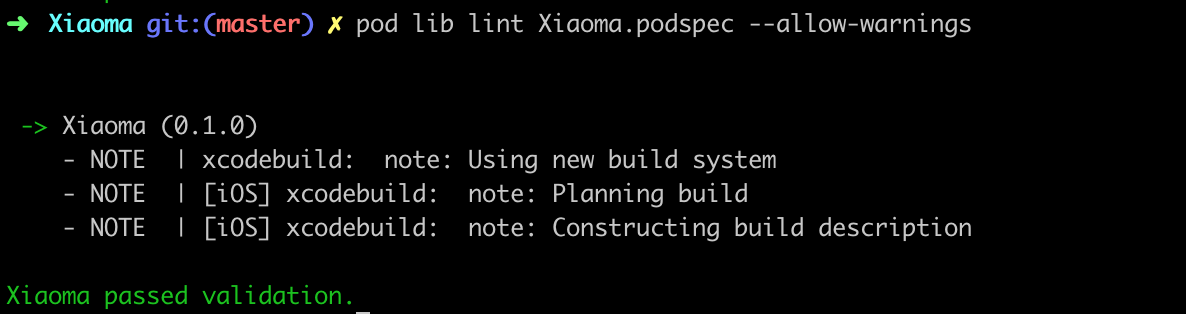 ➜ Xiaoma git:(master) ✗ pod lib lint Xiaoma.podspec --allow-warnings
-> Xiaoma (0.1.0)
- NOTE | xcodebuild: note: Using new build system
- NOTE | [iOS] xcodebuild: note: Planning build
- NOTE | [iOS] xcodebuild: note: Constructing build description
Xiaoma passed validation.